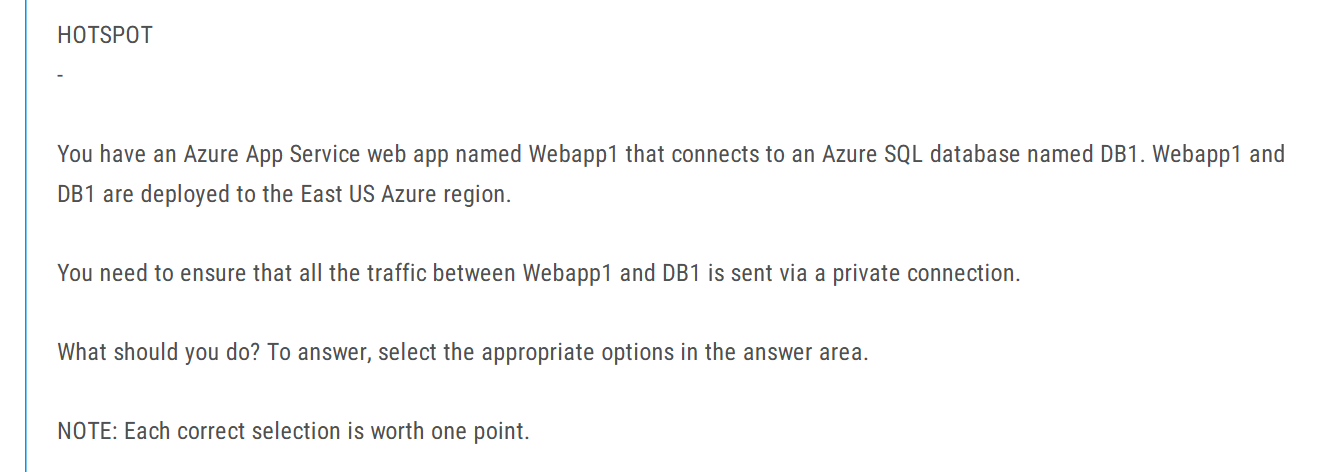 HOTSPOT
-
You have an Azure App Service web app named Webapp1 that connects to an Azure SQL database named DB1. Webapp1 and
DB1 are deployed to the East US Azure region.
You need to ensure that all the traffic between Webapp1 and DB1 is sent via a private connection.
What should you do? To answer, select the appropriate options in the answer area.
NOTE: Each correct selection is worth one point.